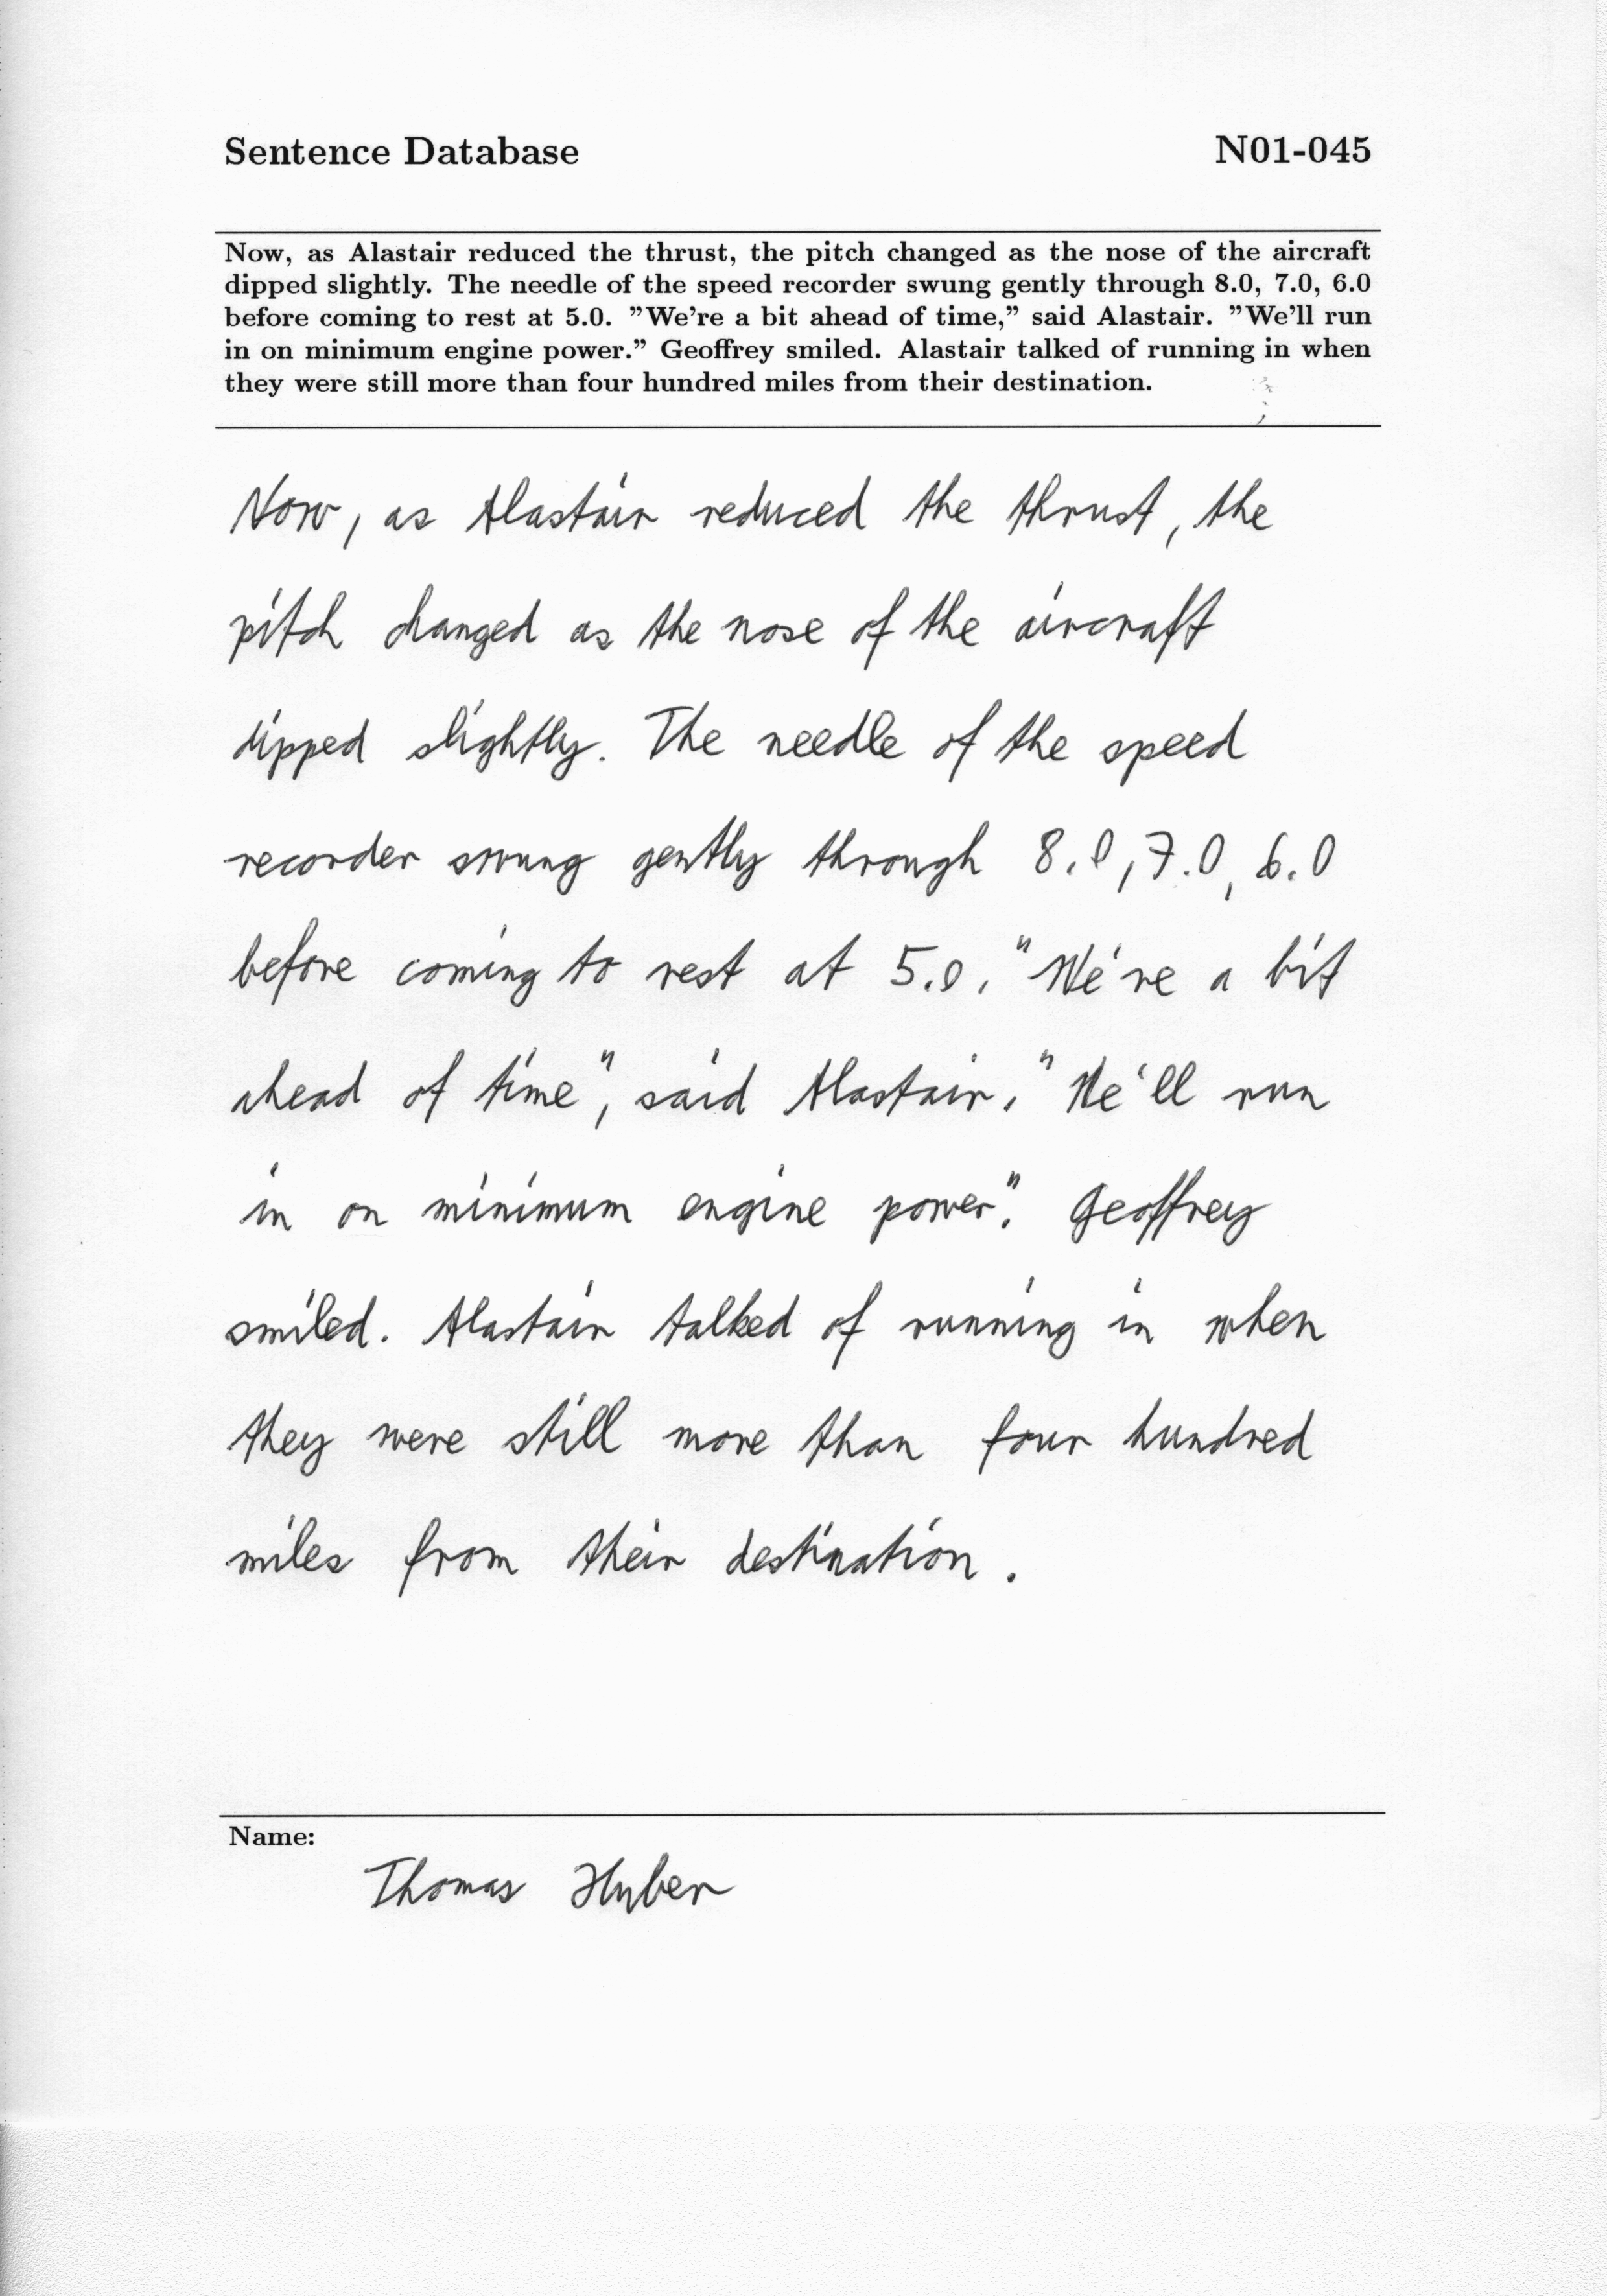 Sentence Database N01-045
Now, as Alastair reduced the thrust, the pitch changed as the nose of the aircraft
dipped slightly. The needle of the speed recorder swung gently through 8.0, 7.0, 6.0
before coming to rest at 5.0. ”We're a bit ahead of time,” said Alastair. ”We'll run
in on minimum engine power.” Geoffrey smiled. Alastair talked of running in when
they were still more than four hundred miles from their destination.
Now, as Alastair reduced the thrust, the
pitch changed as the nose of the aircraft
dipped slightly. The needle of the speed
recorder swung gently through 8.0, 7.0, 6.0
before coming to rest at 5.0. "We're a bit
ahead of time", said Alastair. "We'll run
in on minimum engine power". Geoffrey
smiled. Alastair talked of running in when
they were still more than four hundred
miles from their destination.
Name:
Thomas Huber